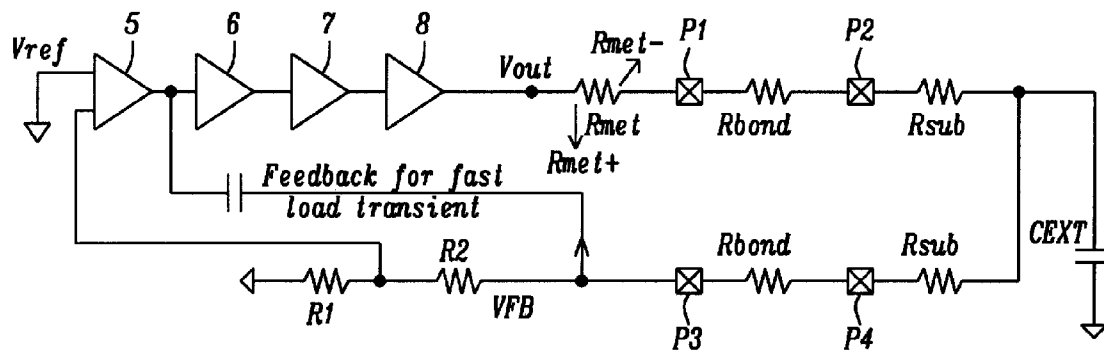 5 6 7 8 P1 P2
Vref Rmet-
Vout
Rmet Rbond Rsub
Rmet+
Feedback for fast
load transient
R2 Rbond Rsub CEXT
R1 VFB
P3 P4